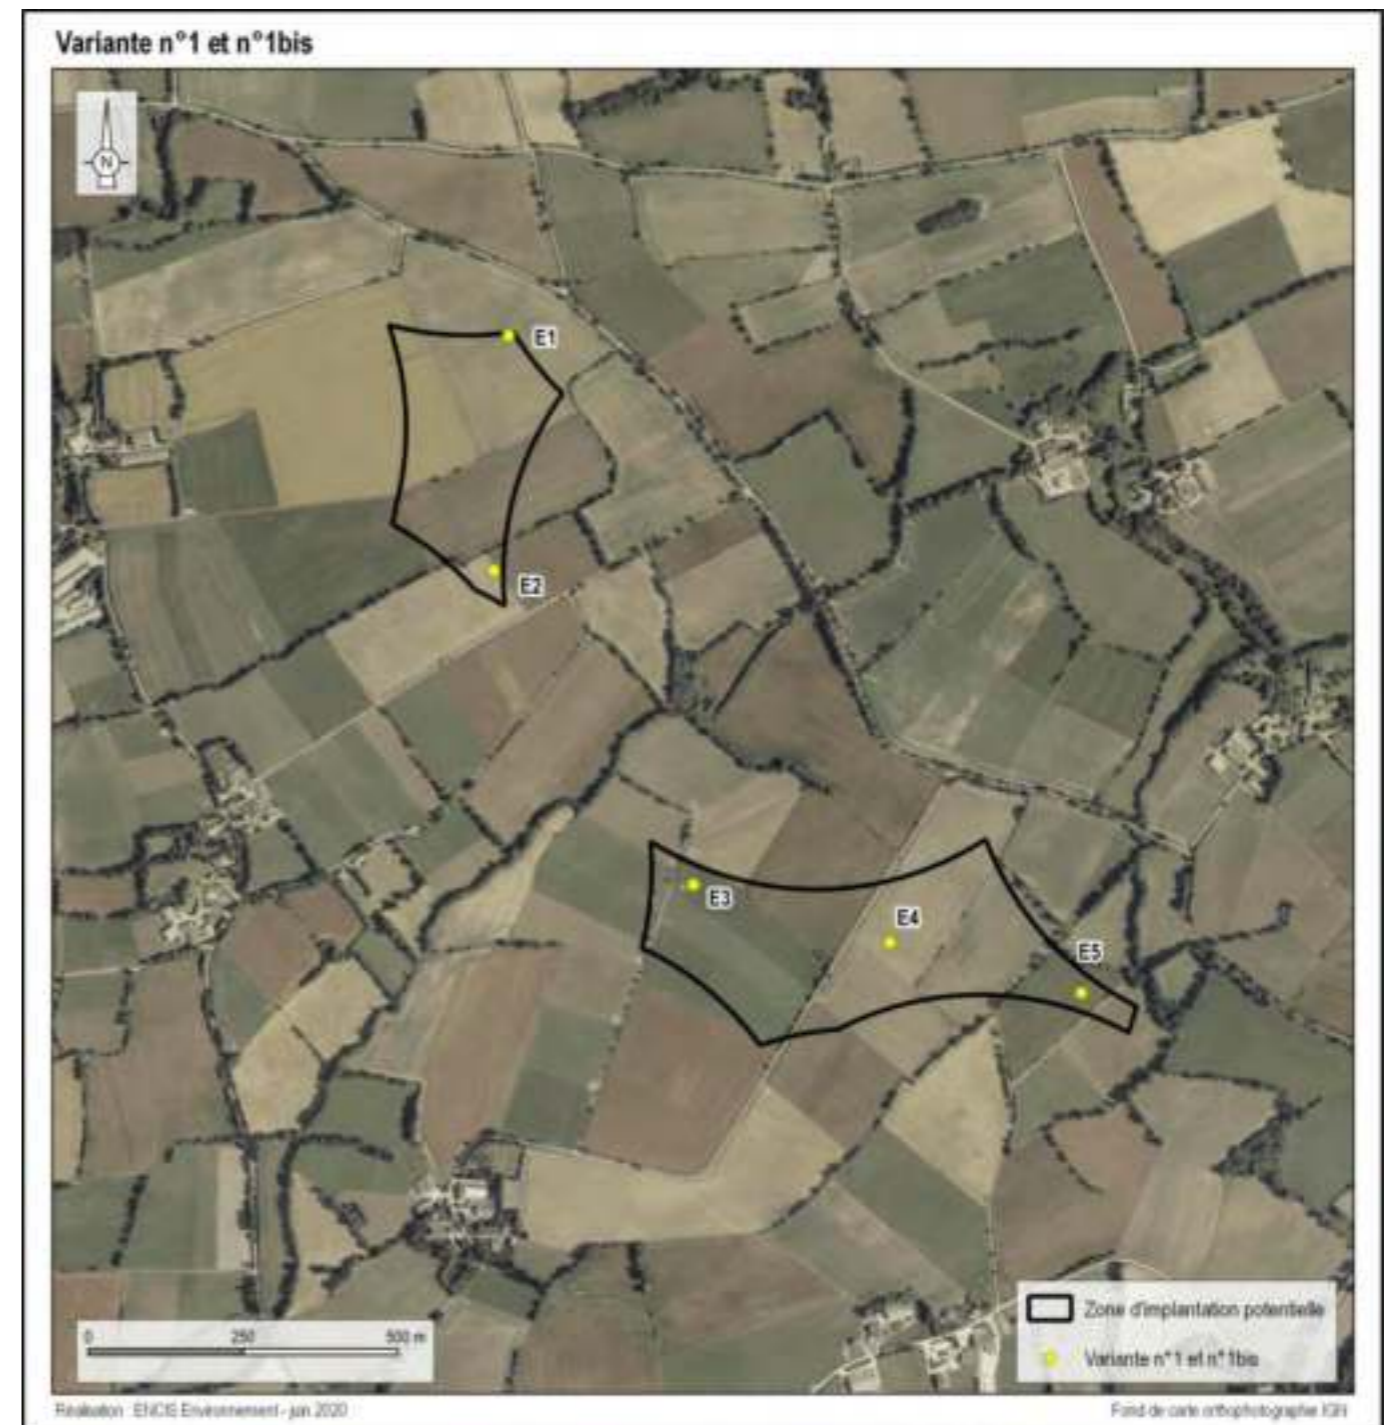 Variante n°1 et n°1bis
N
E1
E2
E3
E4
E5
Zone d'implantation potentielle
Variante n°1 et n°1bis
0 250 500 m
Réalisation : ENCIS Environnement - juin 2020
Fond de carte orthophotographie IGN